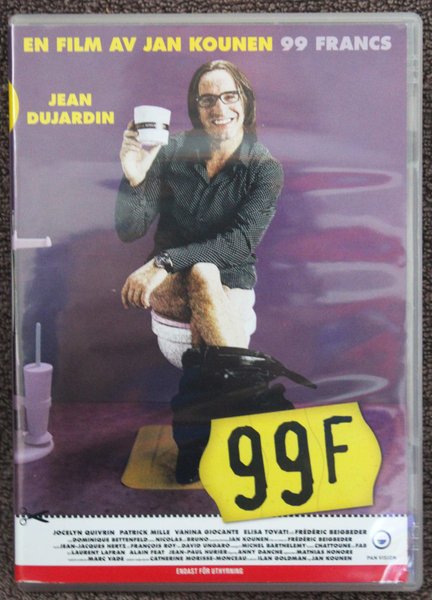 EN FILM AV JAN KOUNEN 99 FRANCS
JEAN
DUJARDIN
99F
JOCELYN QUIVRIN PATRICK MILLE VANINA GIOCANTE ELISA TOVATI FRÉDÉRIC BEIGBEDER
DOMINIQUE BETTENFELD NICOLAS BRUNO JAN KOUNEN FRÉDÉRIC BEIGBEDER
JEAN-JACQUES HERTZ FRANÇOIS ROY DAVID UNGARO MICHEL BARTHELEMY CHATTOUNE
LAURENT LAFRAN ALAIN FEAT JEAN-PAUL HURIER ANNY DANCHE MATHIAS HONORE
MARC VADE CATHERINE MORISSE-MONCEAU ILAN GOLDMAN JAN KOUNEN
PAN VISION
ENDAST FÖR UTHYRNING